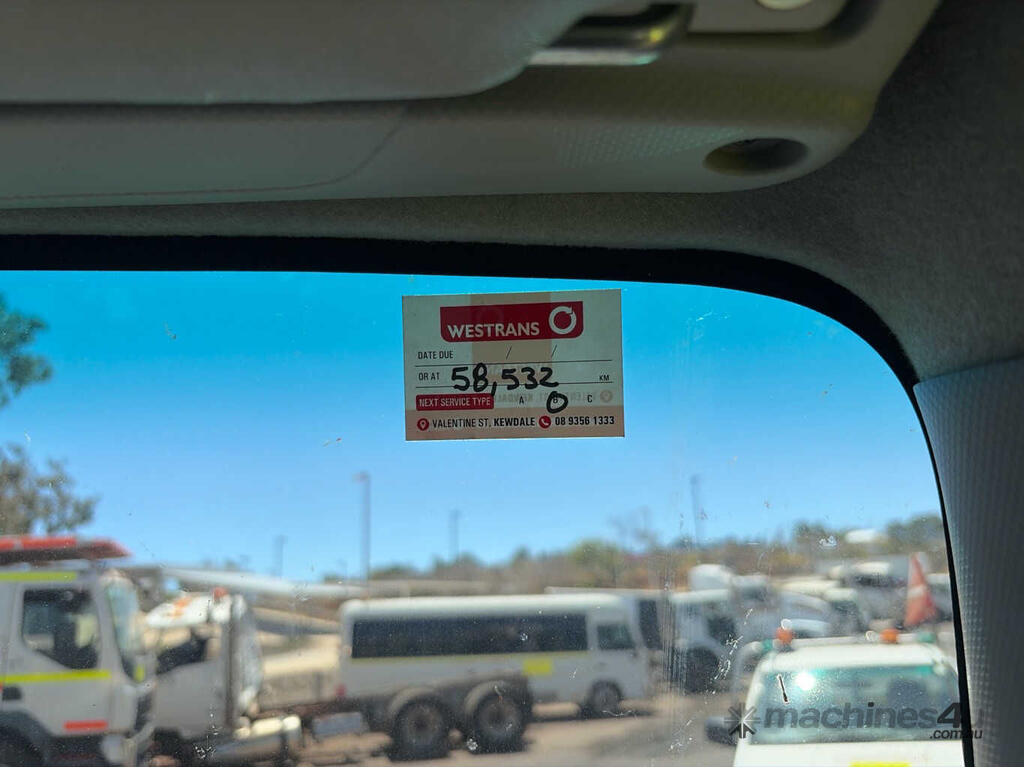 WESTRANS
DATE DUE / /
OR AT 58,532 KM
NEXT SERVICE TYPE A B C
VALENTINE ST, KEWDALE 08 9356 1333
machines4u
.com.au